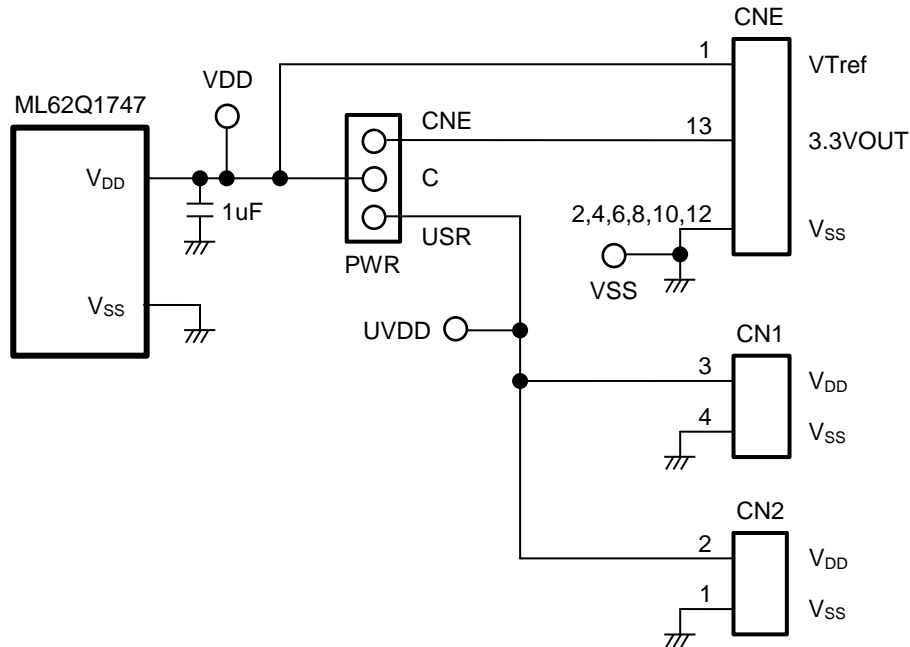 CNE
1
VTref
VDD
ML62Q1747
CNE
13
3.3VOUT
VDD
C
1uF
2,4,6,8,10,12
VSS
USR
PWR
VSS
VSS
UVDD
CN1
3
VDD
4
VSS
CN2
2
VDD
1
VSS